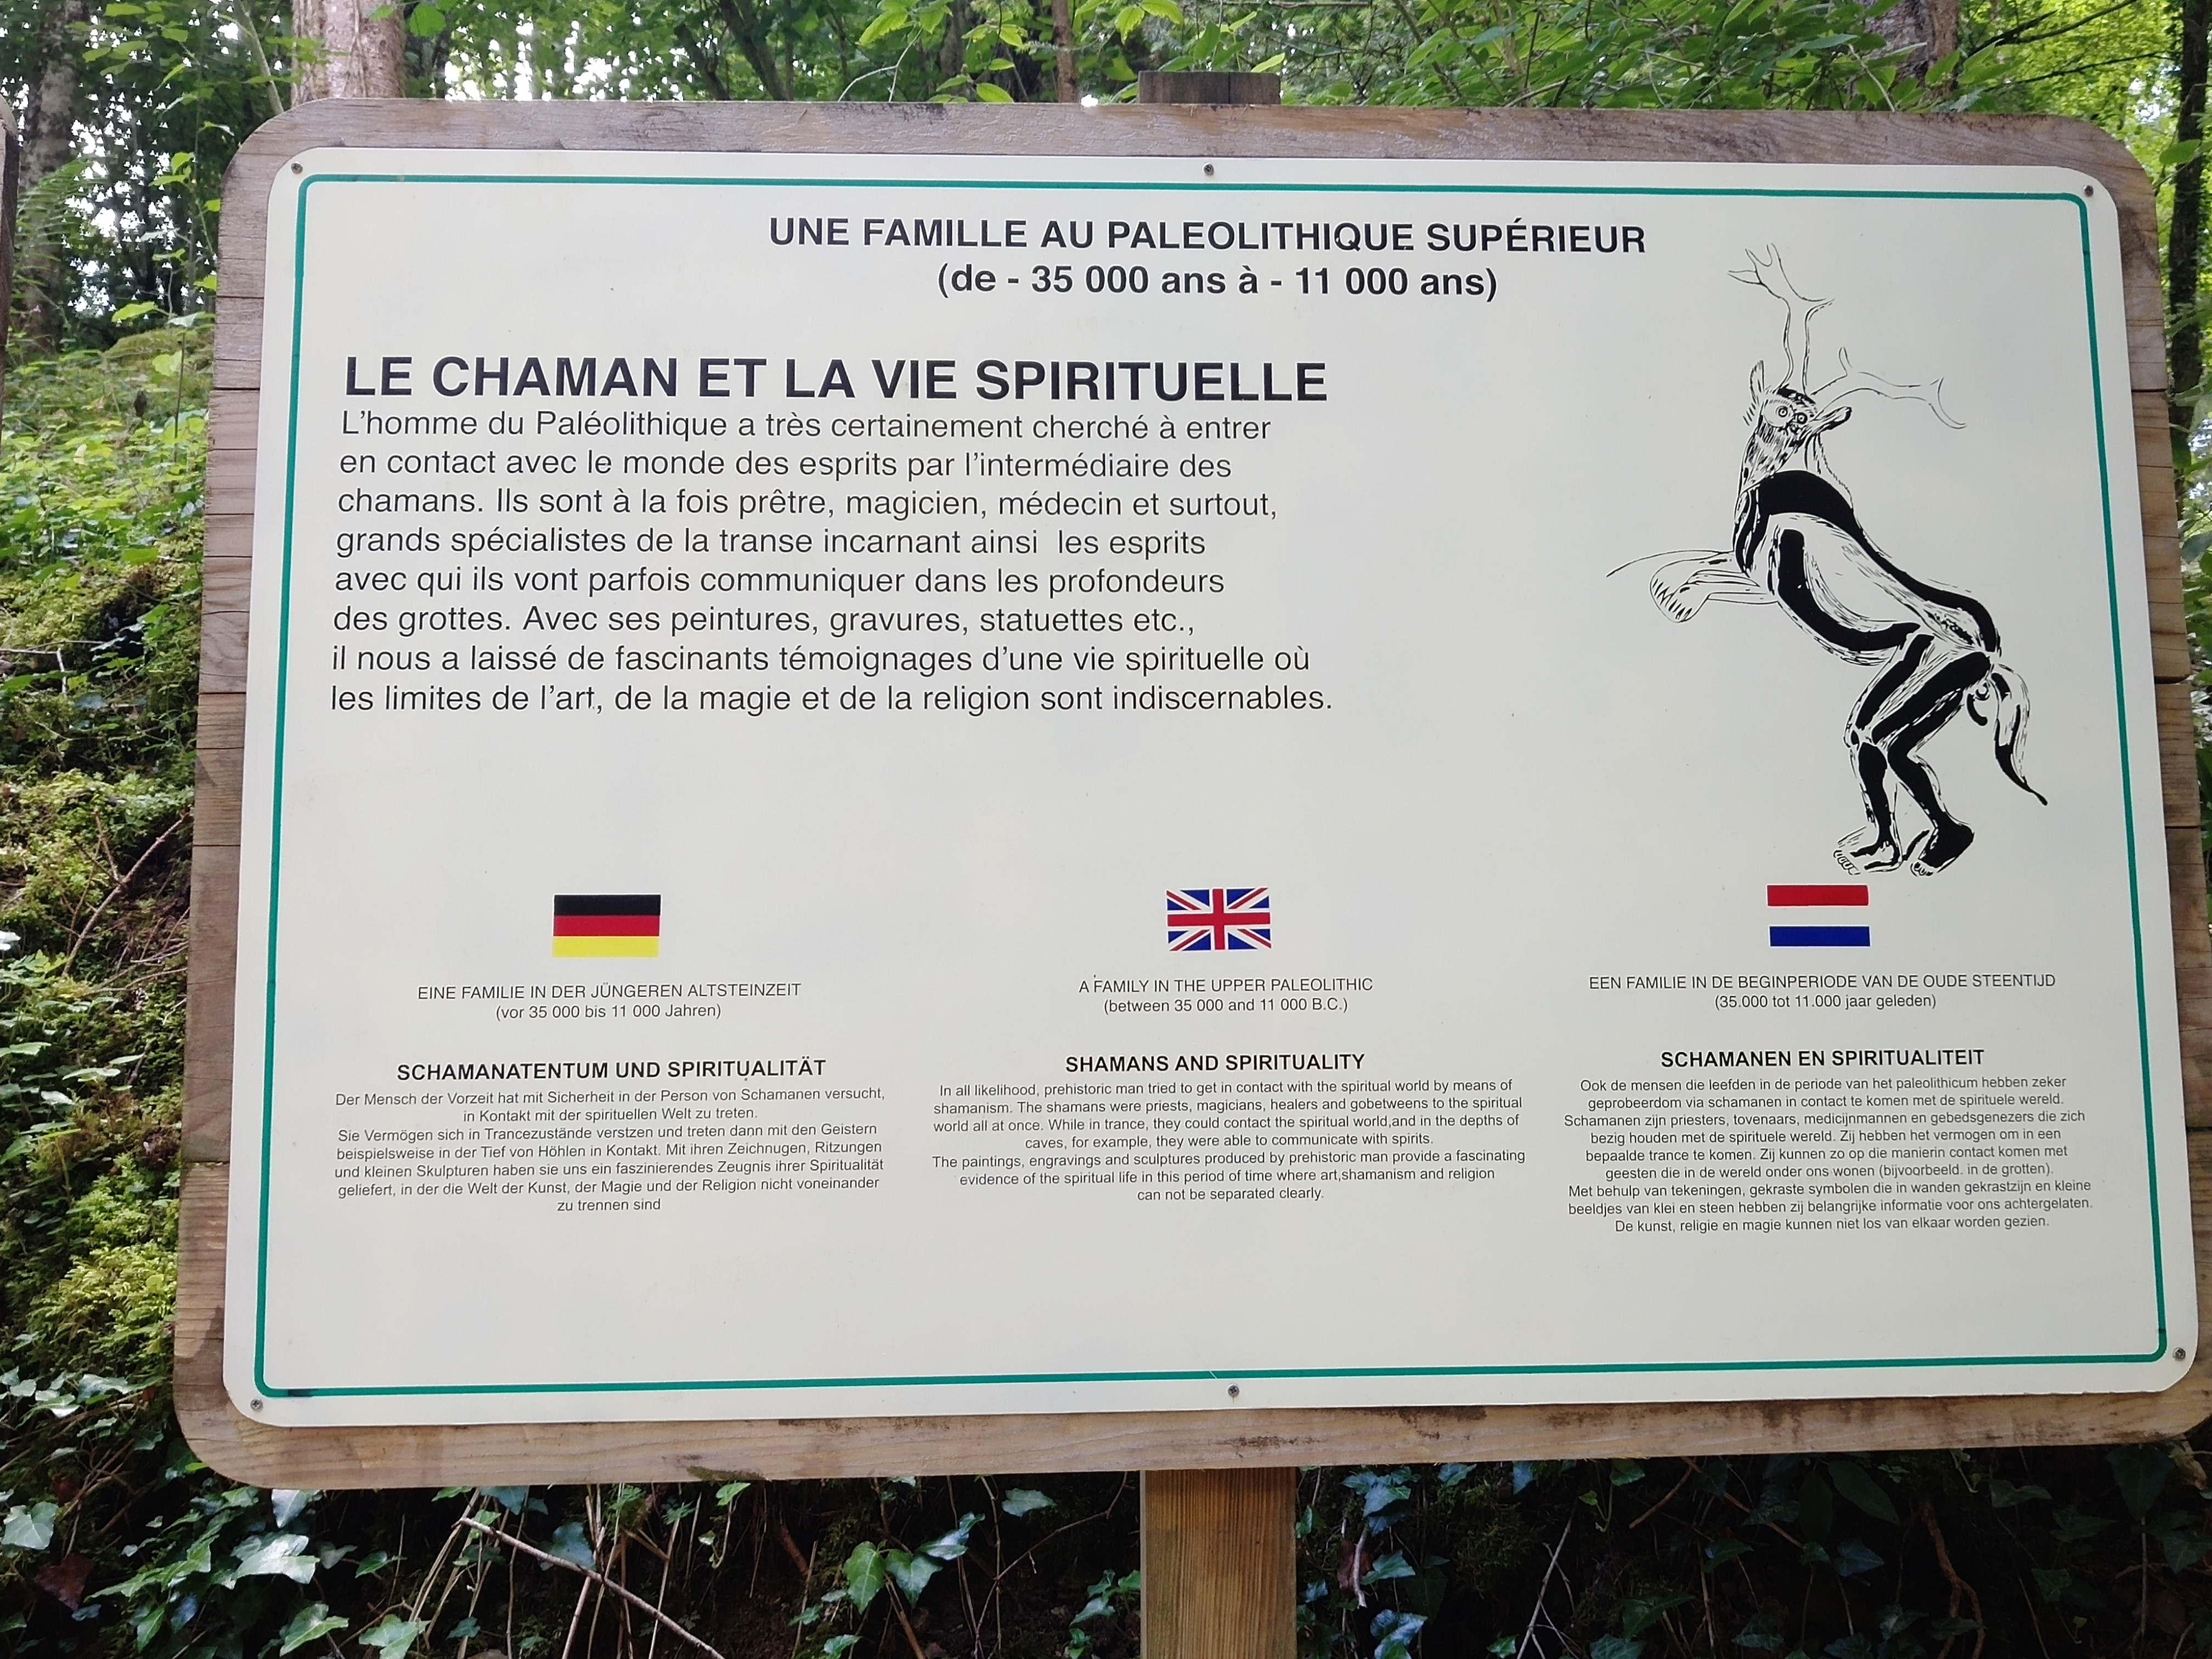 UNE FAMILLE AU PALEOLITHIQUE SUPÉRIEUR
(de - 35 000 ans à - 11 000 ans)
LE CHAMAN ET LA VIE SPIRITUELLE
L'homme du Paléolithique a très certainement cherché à entrer
en contact avec le monde des esprits par l'intermédiaire des
chamans. Ils sont à la fois prêtre, magicien, médecin et surtout,
grands spécialistes de la transe incarnant ainsi les esprits
avec qui ils vont parfois communiquer dans les profondeurs
des grottes. Avec ses peintures, gravures, statuettes etc.,
il nous a laissé de fascinants témoignages d'une vie spirituelle où
les limites de l'art, de la magie et de la religion sont indiscernables.
EINE FAMILIE IN DER JÜNGEREN ALTSTEINZEIT
(vor 35 000 bis 11 000 Jahren)
SCHAMANATENTUM UND SPIRITUALITÄT
Der Mensch der Vorzeit hat mit Sicherheit in der Person von Schamanen versucht,
in Kontakt mit der spirituellen Welt zu treten.
Sie Vermögen sich in Trancezustände verstzen und treten dann mit den Geistern
beispielsweise in der Tief von Höhlen in Kontakt. Mit ihren Zeichnugen, Ritzungen
und kleinen Skulpturen haben sie uns ein faszinierendes Zeugnis ihrer Spiritualität
geliefert, in der die Welt der Kunst, der Magie und der Religion nicht voneinander
zu trennen sind
A FAMILY IN THE UPPER PALEOLITHIC
(between 35 000 and 11 000 B.C.)
SHAMANS AND SPIRITUALITY
In all likelihood, prehistoric man tried to get in contact with the spiritual world by means of
shamanism. The shamans were priests, magicians, healers and gobetweens to the spiritual
world all at once. While in trance, they could contact the spiritual world,and in the depths of
caves, for example, they were able to communicate with spirits.
The paintings, engravings and sculptures produced by prehistoric man provide a fascinating
evidence of the spiritual life in this period of time where art,shamanism and religion
can not be separated clearly.
EEN FAMILIE IN DE BEGINPERIODE VAN DE OUDE STEENTIJD
(35.000 tot 11.000 jaar geleden)
SCHAMANEN EN SPIRITUALITEIT
Ook de mensen die leefden in de periode van het paleolithicum hebben zeker
geprobeerdom via schamanen in contact te komen met de spirituele wereld.
Schamanen zijn priesters, tovenaars, medicijnmannen en gebedsgenezers die zich
bezig houden met de spirituele wereld. Zij hebben het vermogen om in een
bepaalde trance te komen. Zij kunnen zo op die manierin contact komen met
geesten die in de wereld onder ons wonen (bijvoorbeeld. in de grotten).
Met behulp van tekeningen, gekraste symbolen die in wanden gekrastzijn en kleine
beeldjes van klei en steen hebben zij belangrijke informatie voor ons achtergelaten.
De kunst, religie en magie kunnen niet los van elkaar worden gezien.